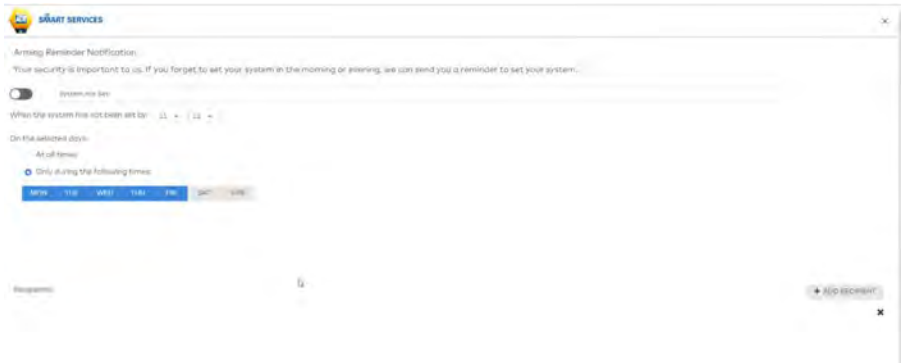 SMART SERVICES
Arming Reminder Notification
Your security is important to us. If you forget to set your system in the morning or evening, we can send you a reminder to set your system.
System not Set
When the system has not been set by:
On the selected days:
At all times
Only during the following times:
MON TUE WED THU FRI SAT SUN
Recipients
+ ADD RECIPIENT